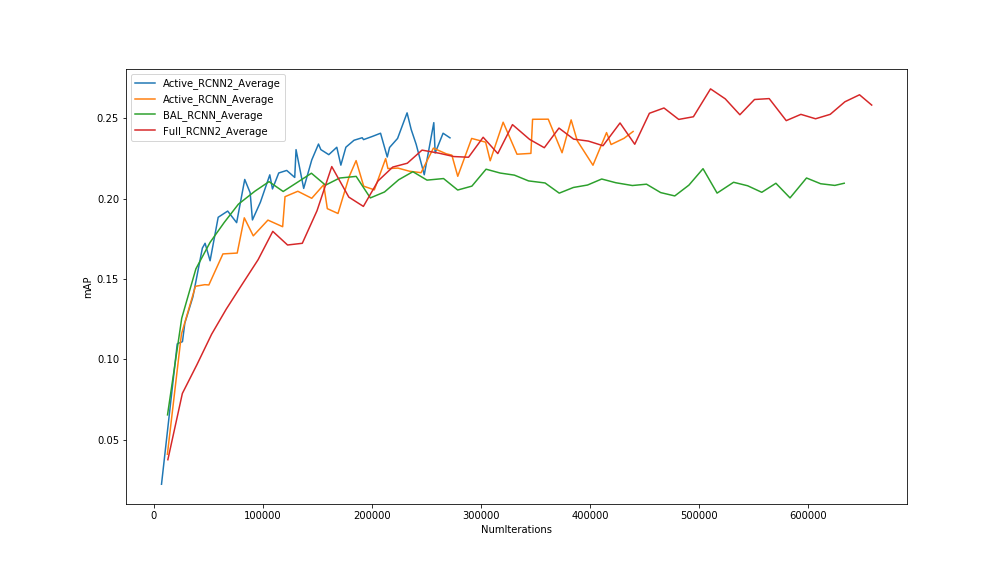 Active_RCNN2_Average
Active_RCNN_Average
BAL_RCNN_Average
Full_RCNN2_Average
0.25
0.20
0.15
0.10
0.05
mAP
0 100000 200000 300000 400000 500000 600000
NumIterations